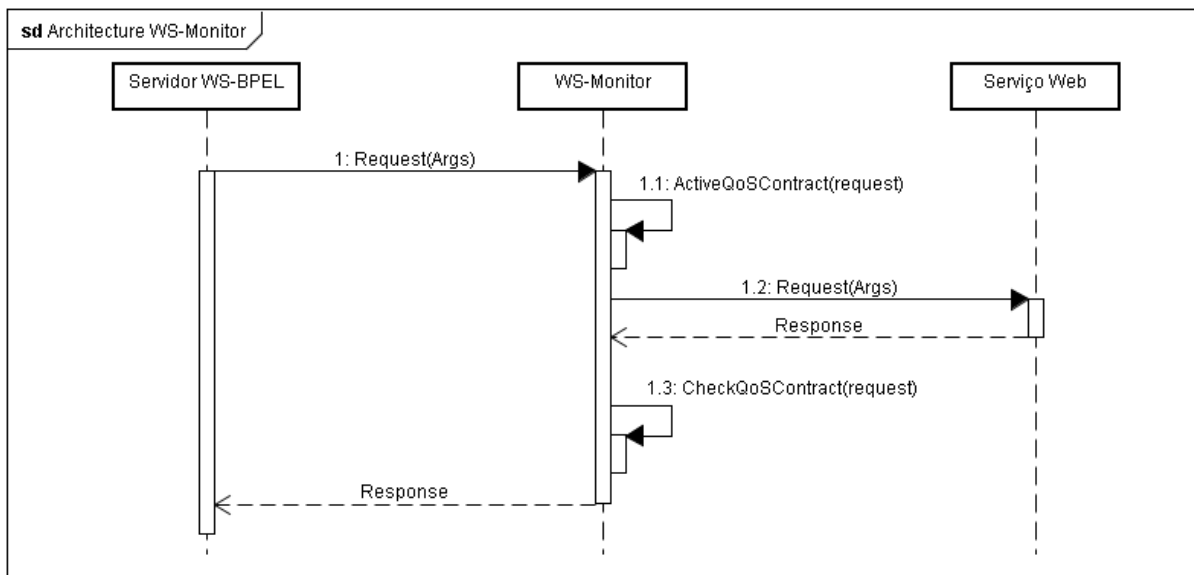 sd Architecture WS-Monitor
Servidor WS-BPEL
WS-Monitor
Serviço Web
1: Request(Args)
1.1: ActiveQoSContract(request)
1.2: Request(Args)
Response
1.3: CheckQoSContract(request)
Response